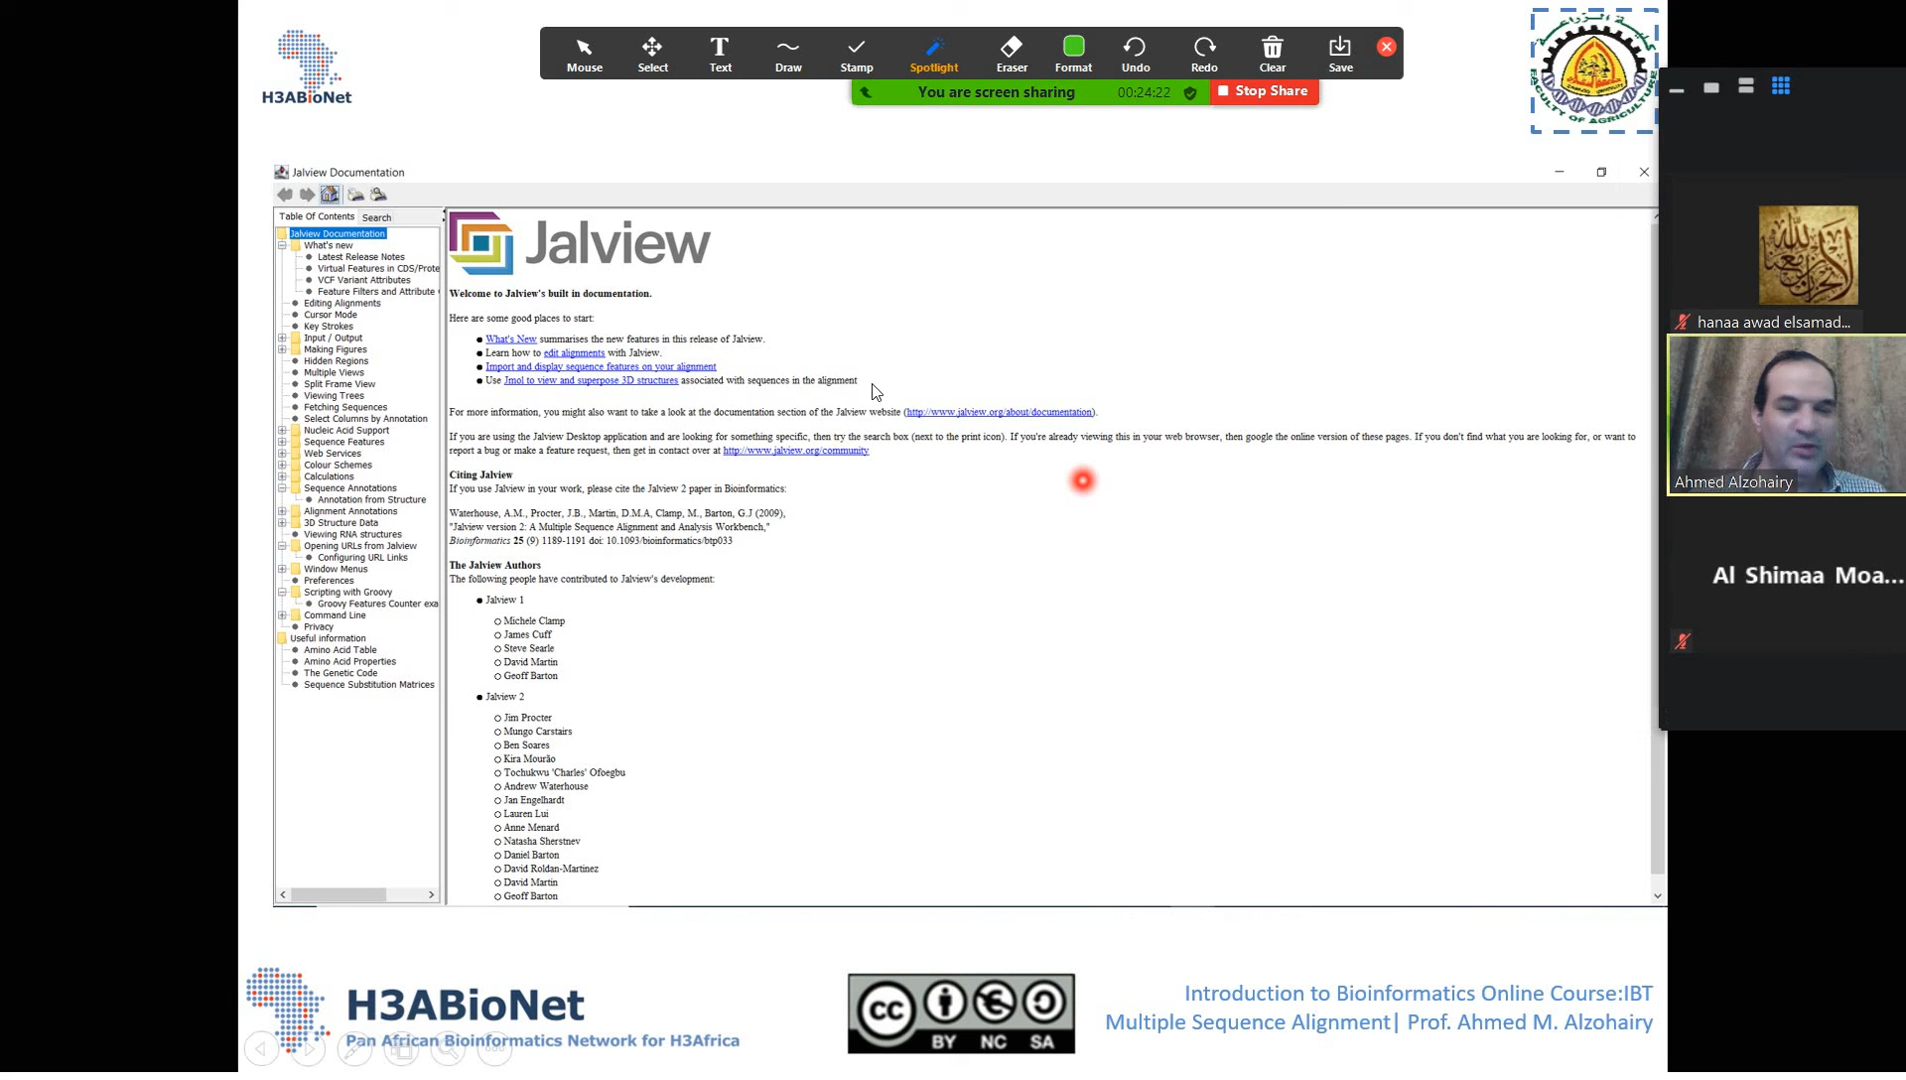 H3ABioNet
Mouse Select Text Draw Stamp Spotlight Eraser Format Undo Redo Clear Save
You are screen sharing 00:24:22 Stop Share
FACULTY OF AGRICULTURE
Jalview Documentation
Table Of Contents Search
Jalview Documentation
What's new
Latest Release Notes
Virtual Features in CDS/Prote
VCF Variant Attributes
Feature Filters and Attribute
Editing Alignments
Cursor Mode
Key Strokes
Input / Output
Making Figures
Hidden Regions
Multiple Views
Split Frame View
Viewing Trees
Fetching Sequences
Select Columns by Annotation
Nucleic Acid Support
Sequence Features
Web Services
Colour Schemes
Calculations
Sequence Annotations
Annotation from Structure
Alignment Annotations
3D Structure Data
Viewing RNA structures
Opening URLs from Jalview
Configuring URL Links
Window Menus
Preferences
Scripting with Groovy
Groovy Features Counter exa
Command Line
Privacy
Useful information
Amino Acid Table
Amino Acid Properties
The Genetic Code
Sequence Substitution Matrices
Jalview
Welcome to Jalview's built in documentation.
Here are some good places to start:
What's New summarises the new features in this release of Jalview.
Learn how to edit alignments with Jalview.
Import and display sequence features on your alignment
Use Jmol to view and superpose 3D structures associated with sequences in the alignment
For more information, you might also want to take a look at the documentation section of the Jalview website (http://www.jalview.org/about/documentation).
If you are using the Jalview Desktop application and are looking for something specific, then try the search box (next to the print icon). If you're already viewing this in your web browser, then google the online version of these pages. If you don't find what you are looking for, or want to
report a bug or make a feature request, then get in contact over at http://www.jalview.org/community
Citing Jalview
If you use Jalview in your work, please cite the Jalview 2 paper in Bioinformatics:
Waterhouse, A.M., Procter, J.B., Martin, D.M.A, Clamp, M., Barton, G.J (2009),
"Jalview version 2: A Multiple Sequence Alignment and Analysis Workbench,"
Bioinformatics 25 (9) 1189-1191 doi: 10.1093/bioinformatics/btp033
The Jalview Authors
The following people have contributed to Jalview's development:
Jalview 1
Michele Clamp
James Cuff
Steve Searle
David Martin
Geoff Barton
Jalview 2
Jim Procter
Mungo Carstairs
Ben Soares
Kira Mourão
Tochukwu 'Charles' Ofoegbu
Andrew Waterhouse
Jan Engelhardt
Lauren Lui
Anne Menard
Natasha Sherstnev
Daniel Barton
David Roldan-Martinez
David Martin
Geoff Barton
hanaa awad elsamad...
Ahmed Alzohairy
Al Shimaa Moa...
H3ABioNet
Pan African Bioinformatics Network for H3Africa
CC BY NC SA
Introduction to Bioinformatics Online Course:IBT
Multiple Sequence Alignment| Prof. Ahmed M. Alzohairy